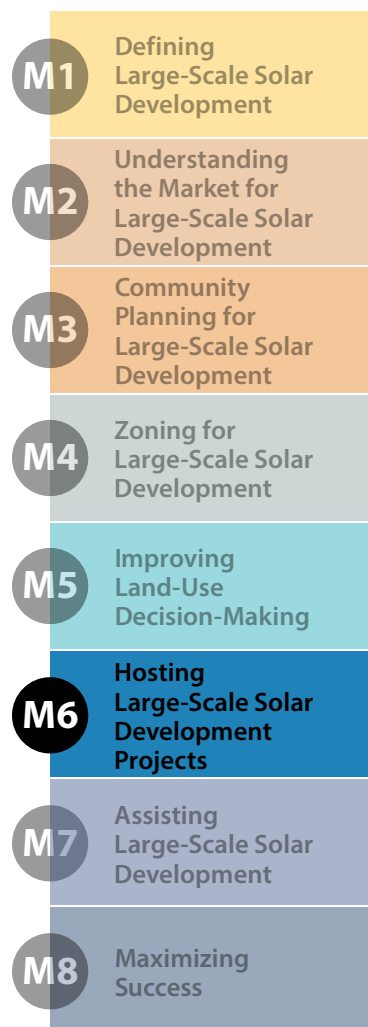 M1
Defining
Large-Scale Solar
Development
M2
Understanding
the Market for
Large-Scale Solar
Development
M3
Community
Planning for
Large-Scale Solar
Development
M4
Zoning for
Large-Scale Solar
Development
M5
Improving
Land-Use
Decision-Making
M6
Hosting
Large-Scale Solar
Development
Projects
M7
Assisting
Large-Scale Solar
Development
M8
Maximizing
Success